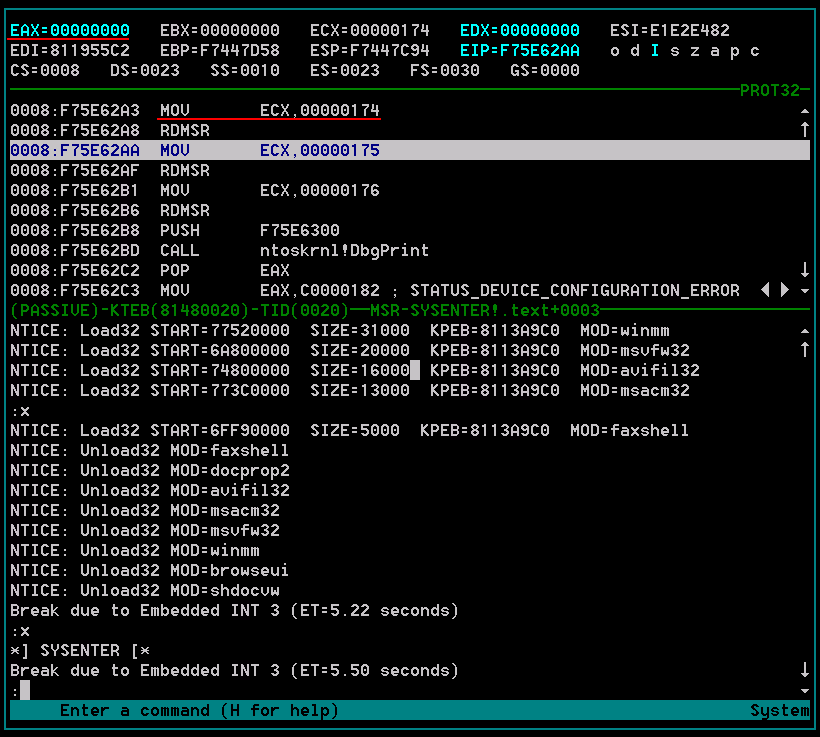 EAX=00000000   EBX=00000000   ECX=00000174   EDX=00000000   ESI=E1E2E482
EDI=811955C2   EBP=F7447D58   ESP=F7447C94   EIP=F75E62AA   o d I s z a p c
CS=0008   DS=0023   SS=0010   ES=0023   FS=0030   GS=0000
PROT32
0008:F75E62A3  MOV       ECX,00000174
0008:F75E62A8  RDMSR
0008:F75E62AA  MOV       ECX,00000175
0008:F75E62AF  RDMSR
0008:F75E62B1  MOV       ECX,00000176
0008:F75E62B6  RDMSR
0008:F75E62B8  PUSH      F75E6300
0008:F75E62BD  CALL      ntoskrnl!DbgPrint
0008:F75E62C2  POP       EAX
0008:F75E62C3  MOV       EAX,C0000182 ; STATUS_DEVICE_CONFIGURATION_ERROR
(PASSIVE)-KTEB(81480020)-TID(0020)—MSR-SYSENTER!.text+0003
NTICE: Load32 START=77520000  SIZE=31000  KPEB=8113A9C0  MOD=winmm
NTICE: Load32 START=6A800000  SIZE=20000  KPEB=8113A9C0  MOD=msvfw32
NTICE: Load32 START=74800000  SIZE=16000  KPEB=8113A9C0  MOD=avifil32
NTICE: Load32 START=773C0000  SIZE=13000  KPEB=8113A9C0  MOD=msacm32
:x
NTICE: Load32 START=6FF90000  SIZE=5000  KPEB=8113A9C0  MOD=faxshell
NTICE: Unload32 MOD=faxshell
NTICE: Unload32 MOD=docprop2
NTICE: Unload32 MOD=avifil32
NTICE: Unload32 MOD=msacm32
NTICE: Unload32 MOD=msvfw32
NTICE: Unload32 MOD=winmm
NTICE: Unload32 MOD=browseui
NTICE: Unload32 MOD=shdocvw
Break due to Embedded INT 3 (ET=5.22 seconds)
:x
*] SYSENTER [*
Break due to Embedded INT 3 (ET=5.50 seconds)
:
Enter a command (H for help)     System